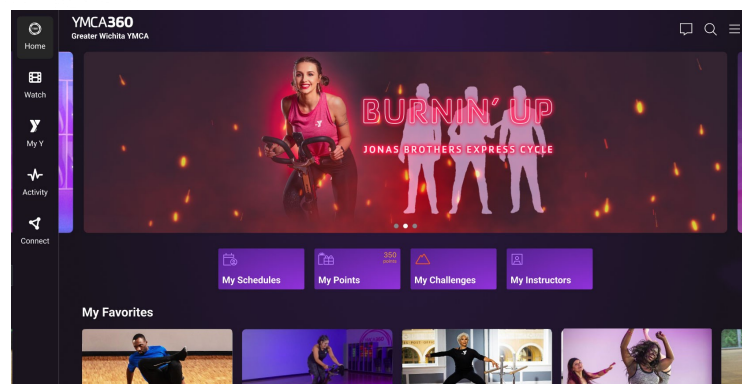 YMCA360
Greater Wichita YMCA
Home
Watch
My Y
Activity
Connect
BURNIN' UP
JONAS BROTHERS EXPRESS CYCLE
My Schedules
350
points
My Points
My Challenges
My Instructors
My Favorites